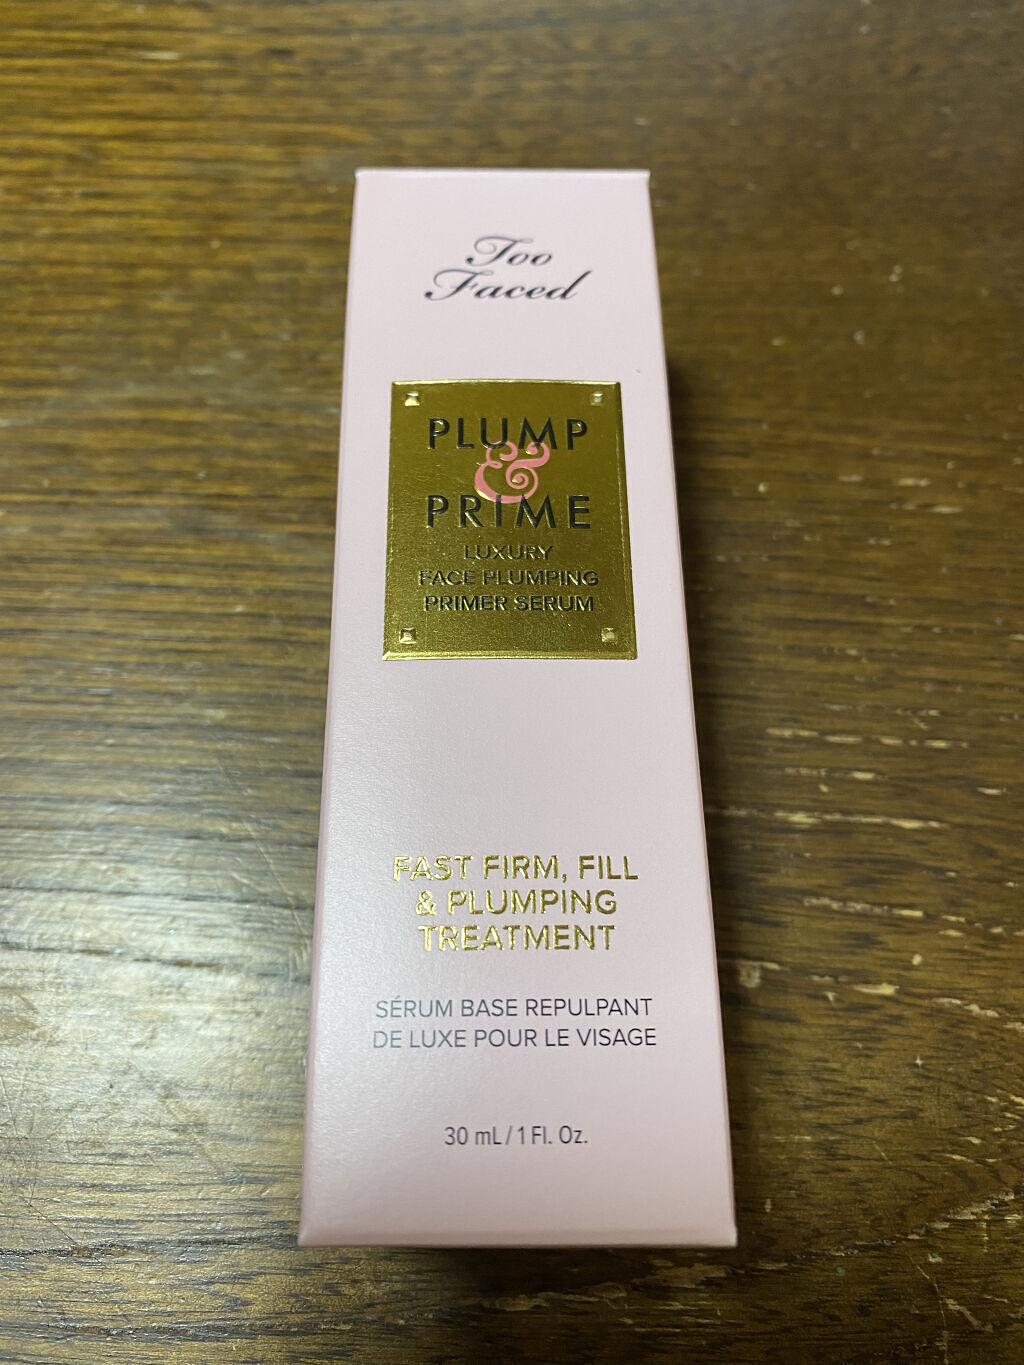 Too
Faced
PLUMP
&
PRIME
LUXURY
FACE PLUMPING
PRIMER SERUM
FAST FIRM, FILL
& PLUMPING
TREATMENT
SÉRUM BASE REPULPANT
DE LUXE POUR LE VISAGE
30 mL / 1 Fl. Oz.